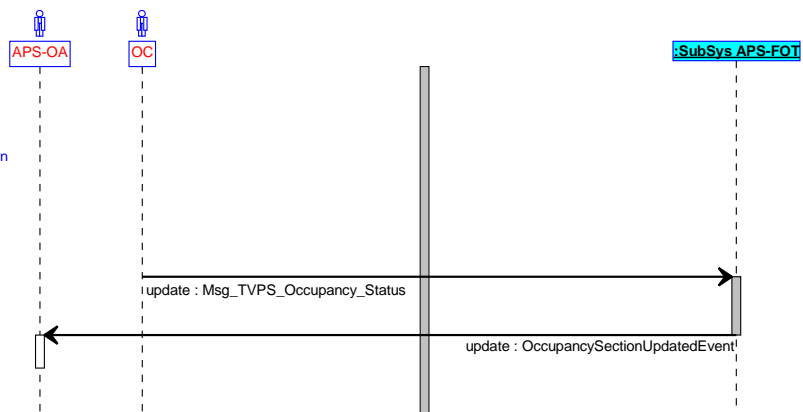 APS-OA
OC
:SubSys APS-FOT
n
update : Msg_TVPS_Occupancy_Status
update : OccupancySectionUpdatedEvent